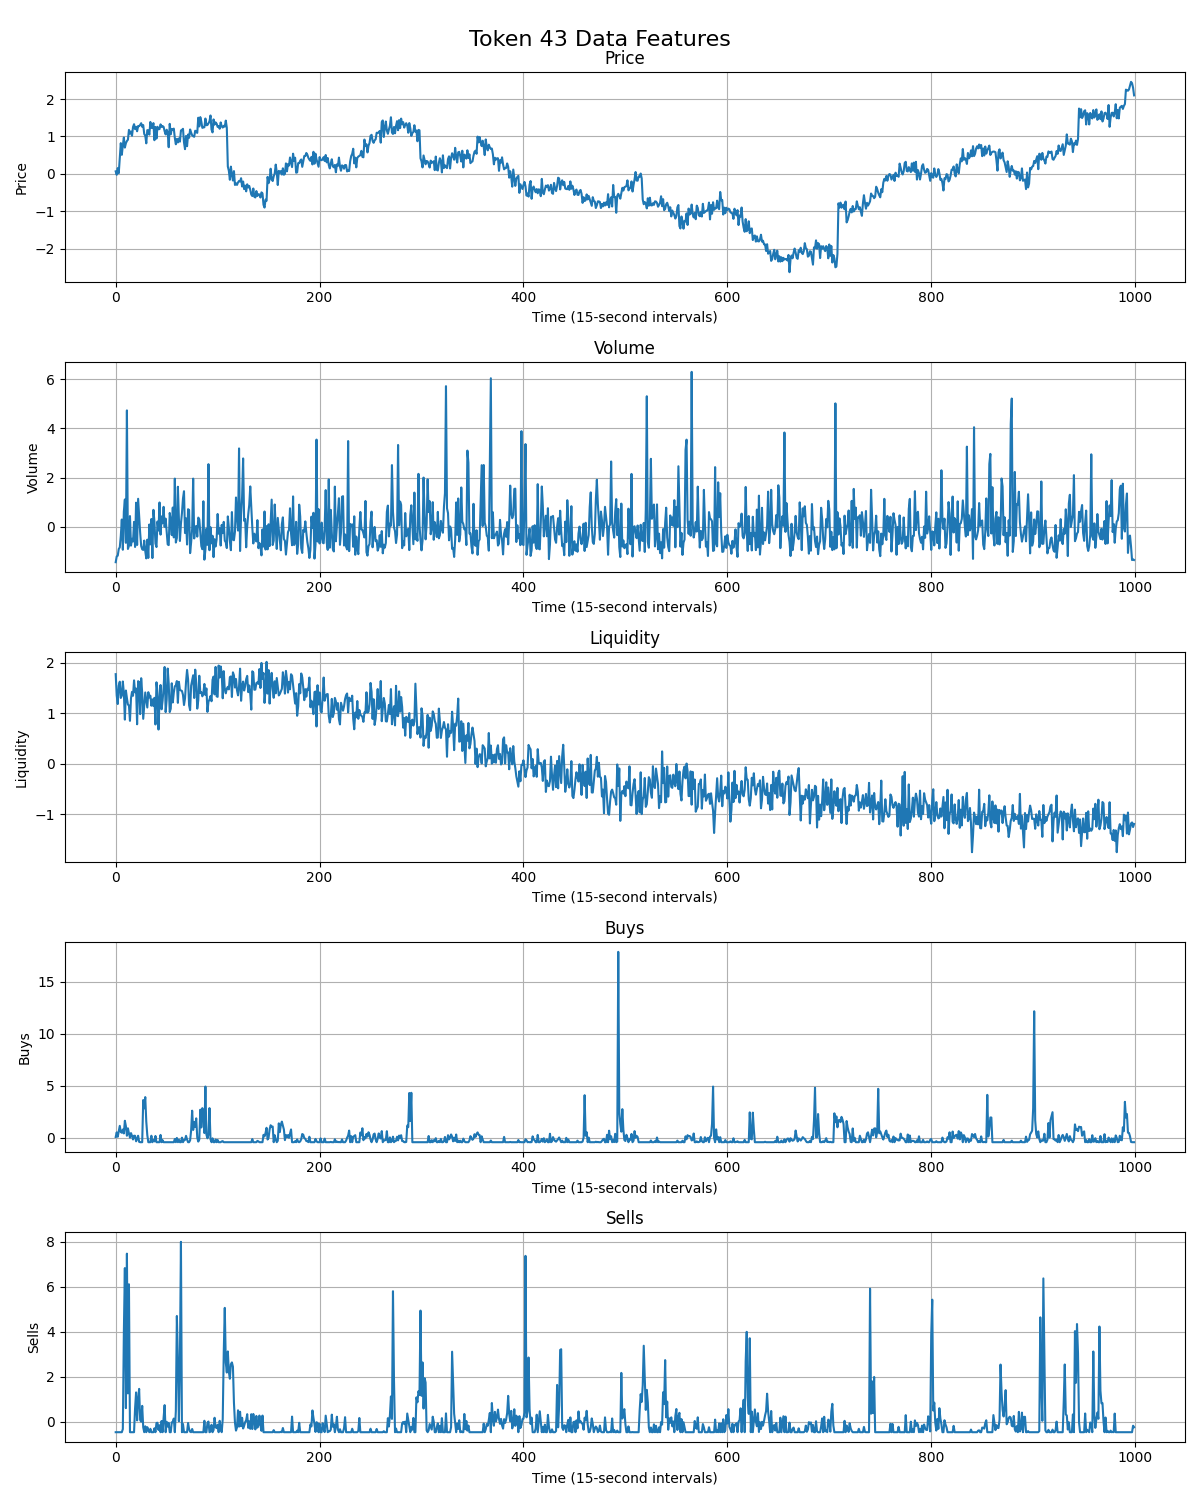 Token 43 Data Features
Price
Price
2
1
0
−1
−2
0 200 400 600 800 1000
Time (15-second intervals)
Volume
Volume
6
4
2
0
0 200 400 600 800 1000
Time (15-second intervals)
Liquidity
Liquidity
2
1
0
−1
0 200 400 600 800 1000
Time (15-second intervals)
Buys
Buys
15
10
5
0
0 200 400 600 800 1000
Time (15-second intervals)
Sells
Sells
8
6
4
2
0
0 200 400 600 800 1000
Time (15-second intervals)